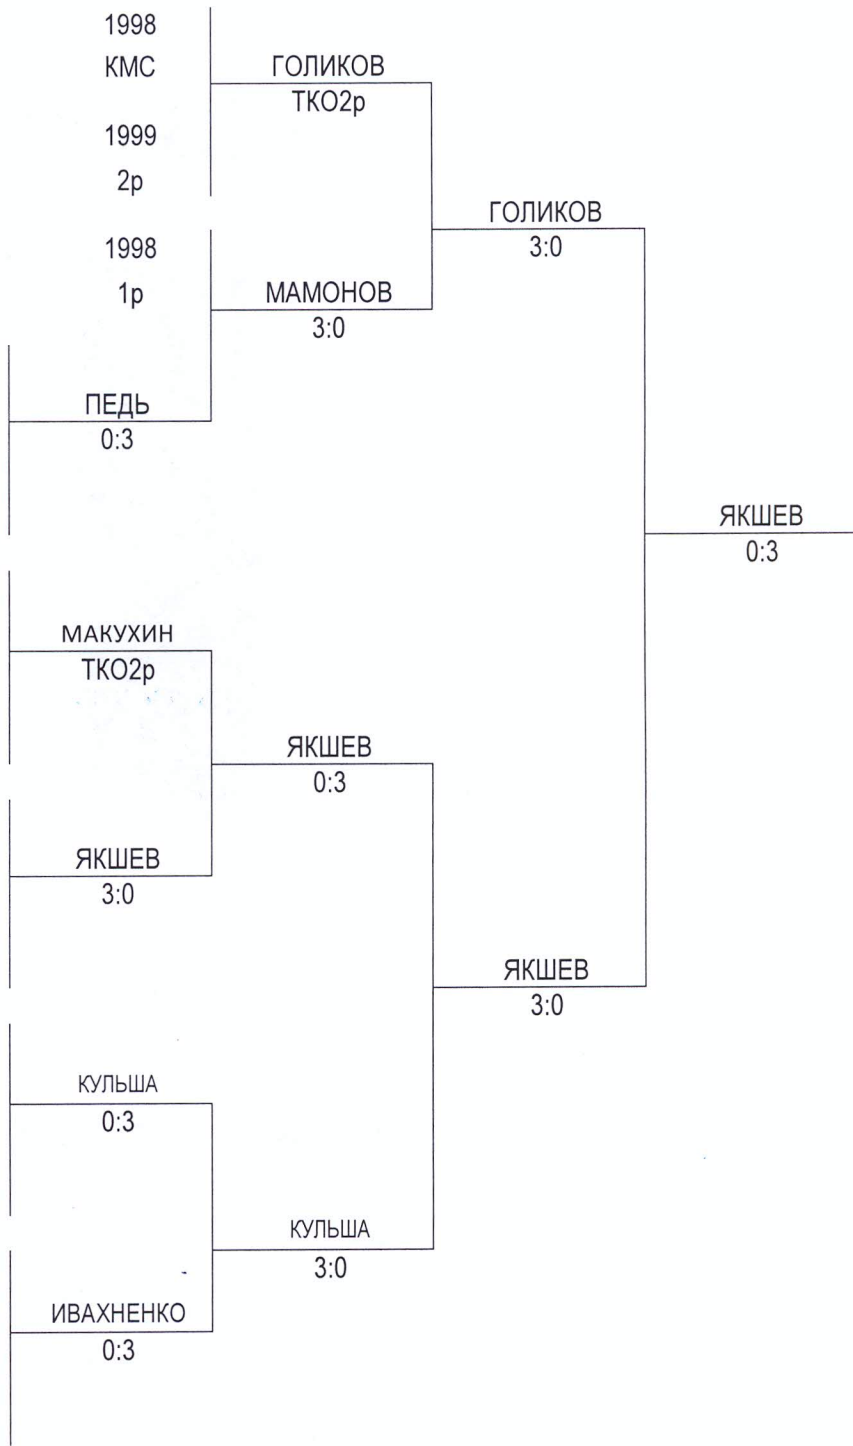 1998
КМС
ГОЛИКОВ
ТКО2р
1999
2р
ГОЛИКОВ
3:0
1998
1р
МАМОНОВ
3:0
ПЕДЬ
0:3
ЯКШЕВ
0:3
МАКУХИН
ТКО2р
ЯКШЕВ
0:3
ЯКШЕВ
3:0
ЯКШЕВ
3:0
КУЛЬША
0:3
КУЛЬША
3:0
ИВАХНЕНКО
0:3